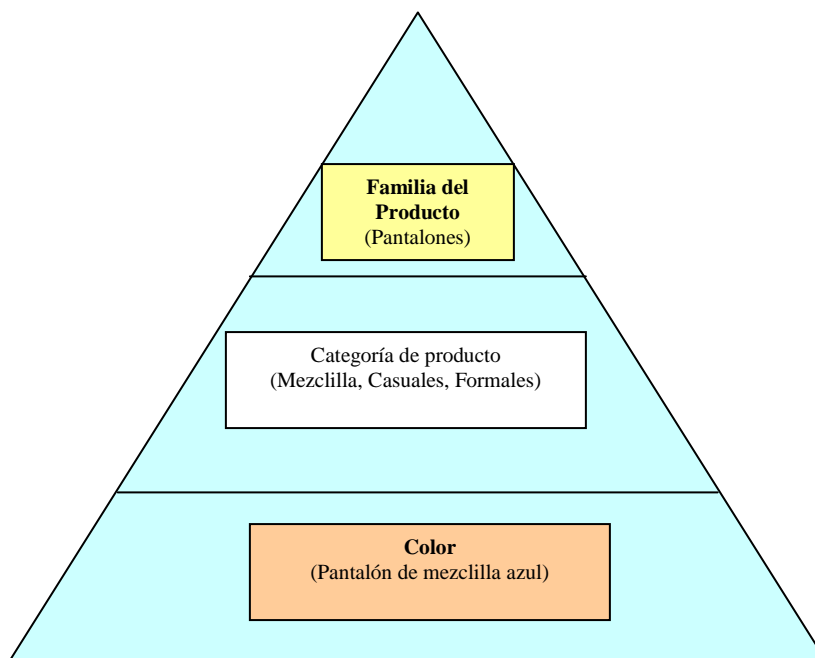 Familia del
Producto
(Pantalones)
Categoría de producto
(Mezclilla, Casuales, Formales)
Color
(Pantalón de mezclilla azul)